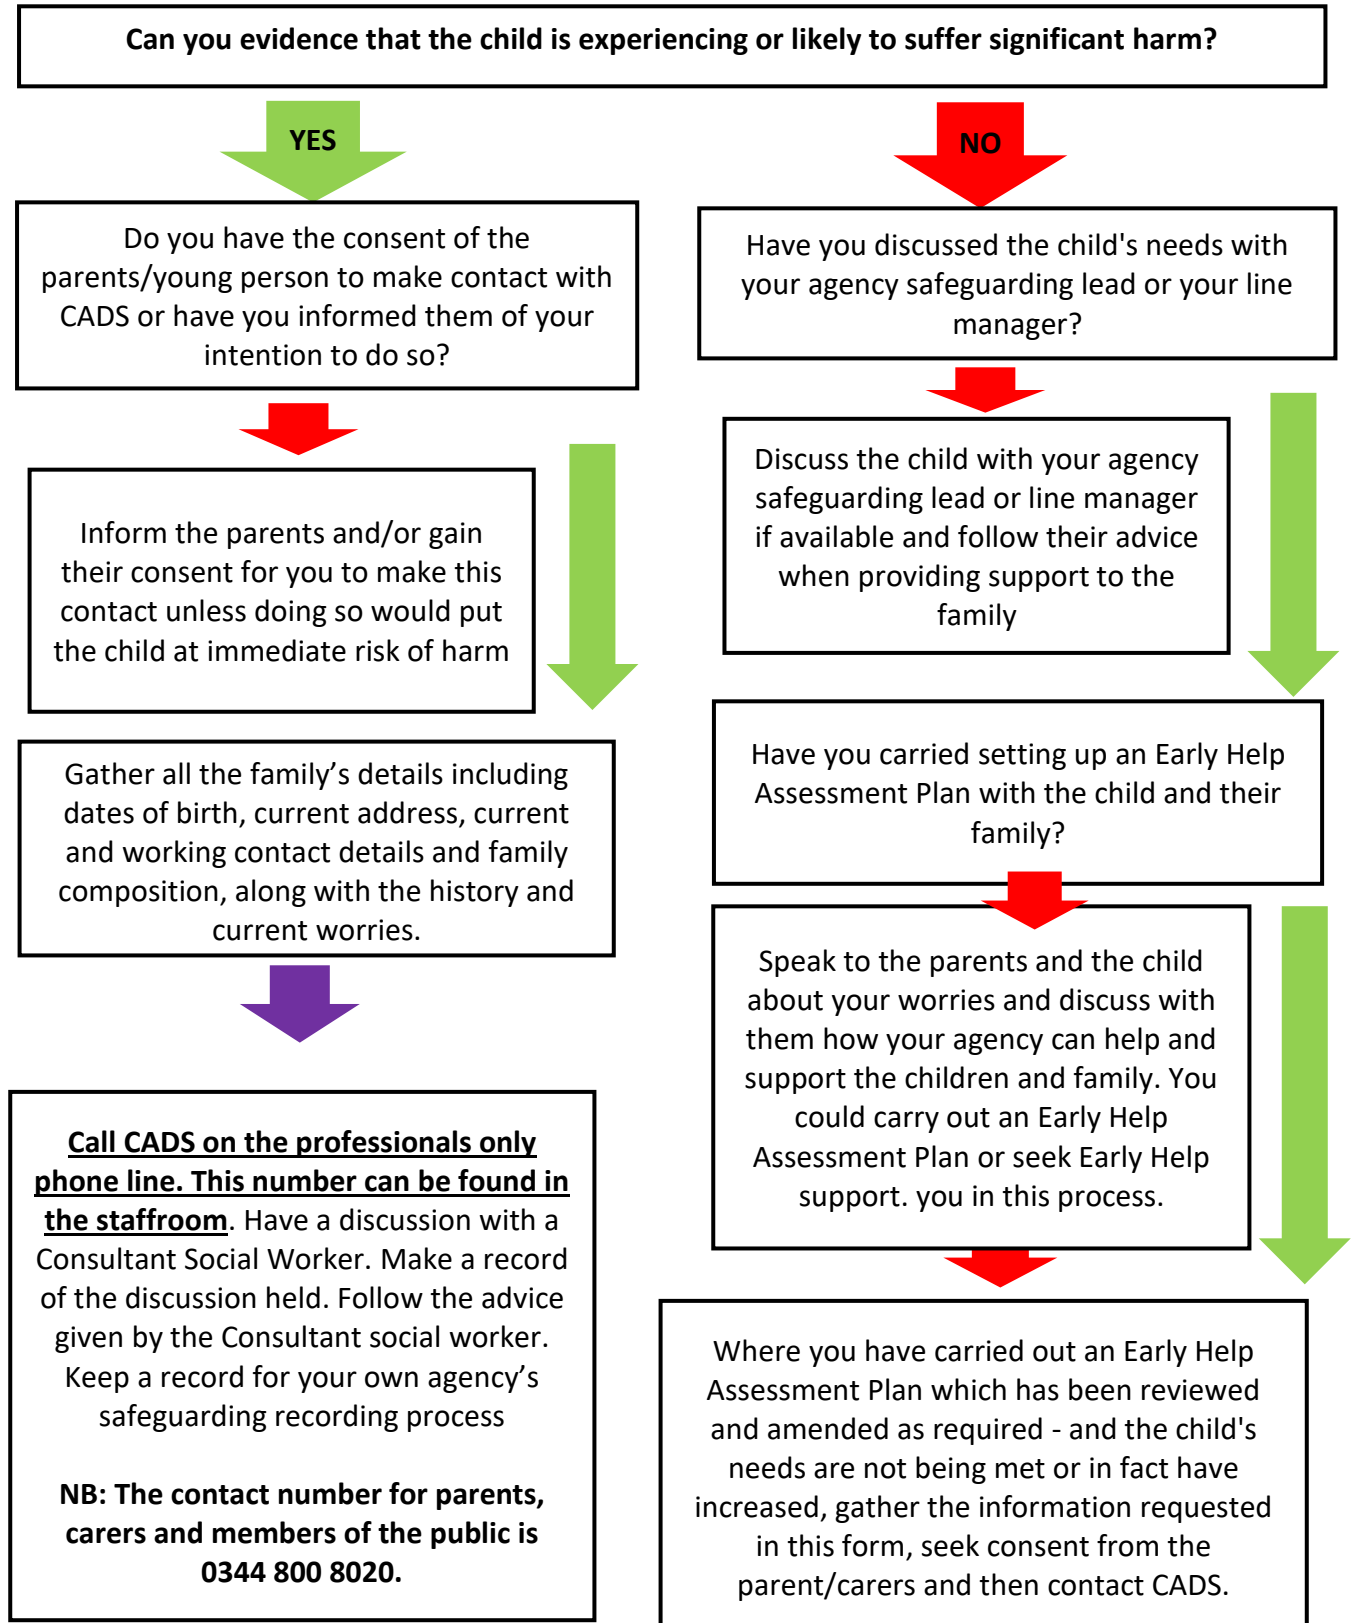 Can you evidence that the child is experiencing or likely to suffer significant harm?
YES
NO
Do you have the consent of the
parents/young person to make contact with
CADS or have you informed them of your
intention to do so?
Inform the parents and/or gain
their consent for you to make this
contact unless doing so would put
the child at immediate risk of harm
Gather all the family’s details including
dates of birth, current address, current
and working contact details and family
composition, along with the history and
current worries.
Call CADS on the professionals only
phone line. This number can be found in
the staffroom. Have a discussion with a
Consultant Social Worker. Make a record
of the discussion held. Follow the advice
given by the Consultant social worker.
Keep a record for your own agency’s
safeguarding recording process
NB: The contact number for parents,
carers and members of the public is
0344 800 8020.
Have you discussed the child's needs with
your agency safeguarding lead or your line
manager?
Discuss the child with your agency
safeguarding lead or line manager
if available and follow their advice
when providing support to the
family
Have you carried setting up an Early Help
Assessment Plan with the child and their
family?
Speak to the parents and the child
about your worries and discuss with
them how your agency can help and
support the children and family. You
could carry out an Early Help
Assessment Plan or seek Early Help
support. you in this process.
Where you have carried out an Early Help
Assessment Plan which has been reviewed
and amended as required - and the child's
needs are not being met or in fact have
increased, gather the information requested
in this form, seek consent from the
parent/carers and then contact CADS.